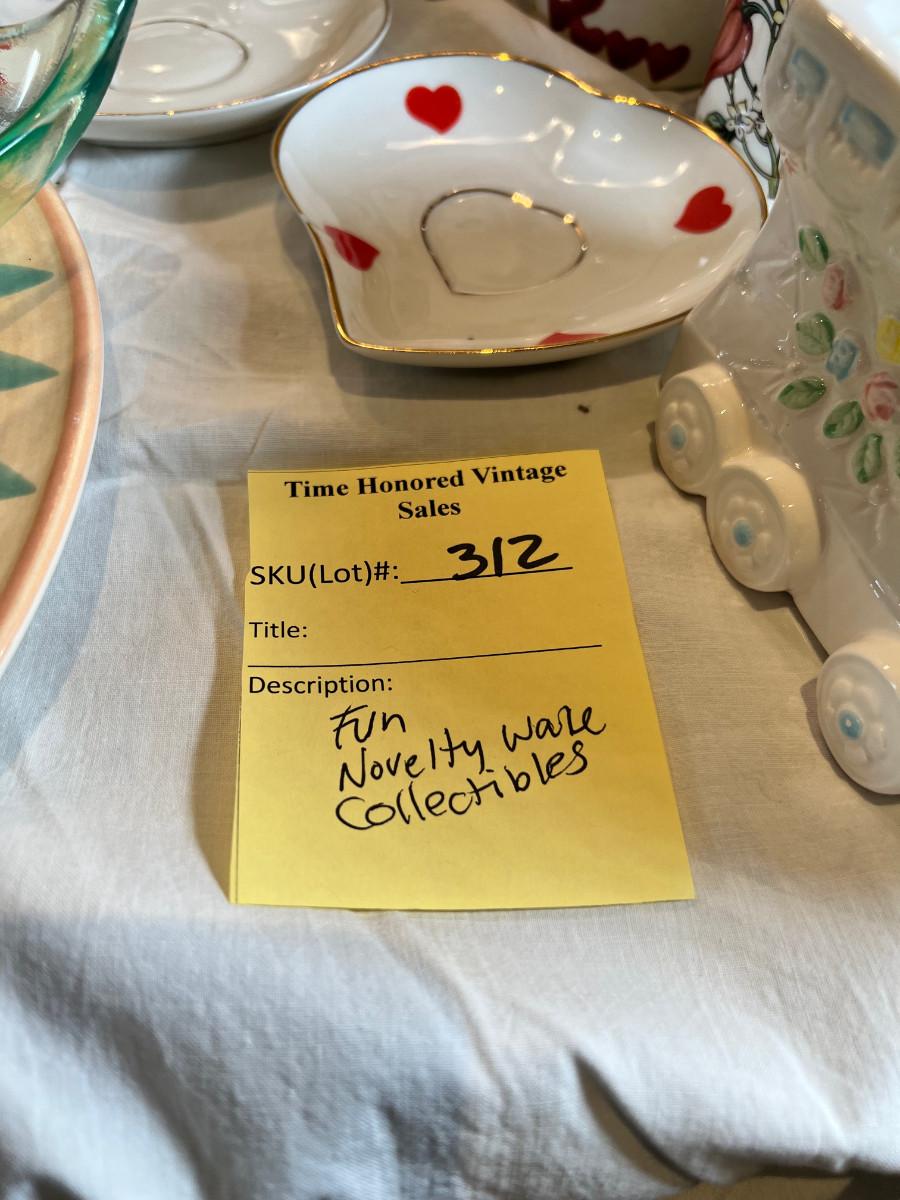 Time Honored Vintage
Sales
SKU(Lot)#: 312
Title:
Description:
Fun
Novelty ware
Collectibles